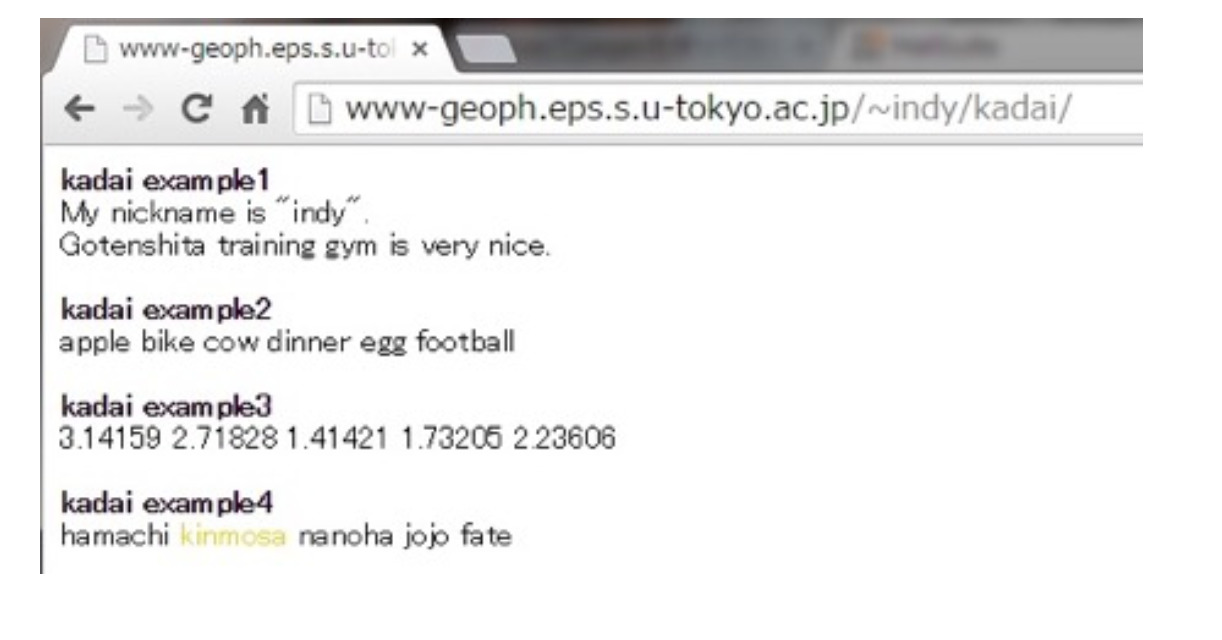 www-geoph.eps.s.u-tol
www-geoph.eps.s.u-tokyo.ac.jp/~indy/kadai/
kadai example1
My nickname is "indy".
Gotenshita training gym is very nice.
kadai example2
apple bike cow dinner egg football
kadai example3
3.14159 2.71828 1.41421 1.73205 2.23606
kadai example4
hamachi kinmosa nanoha jojo fate